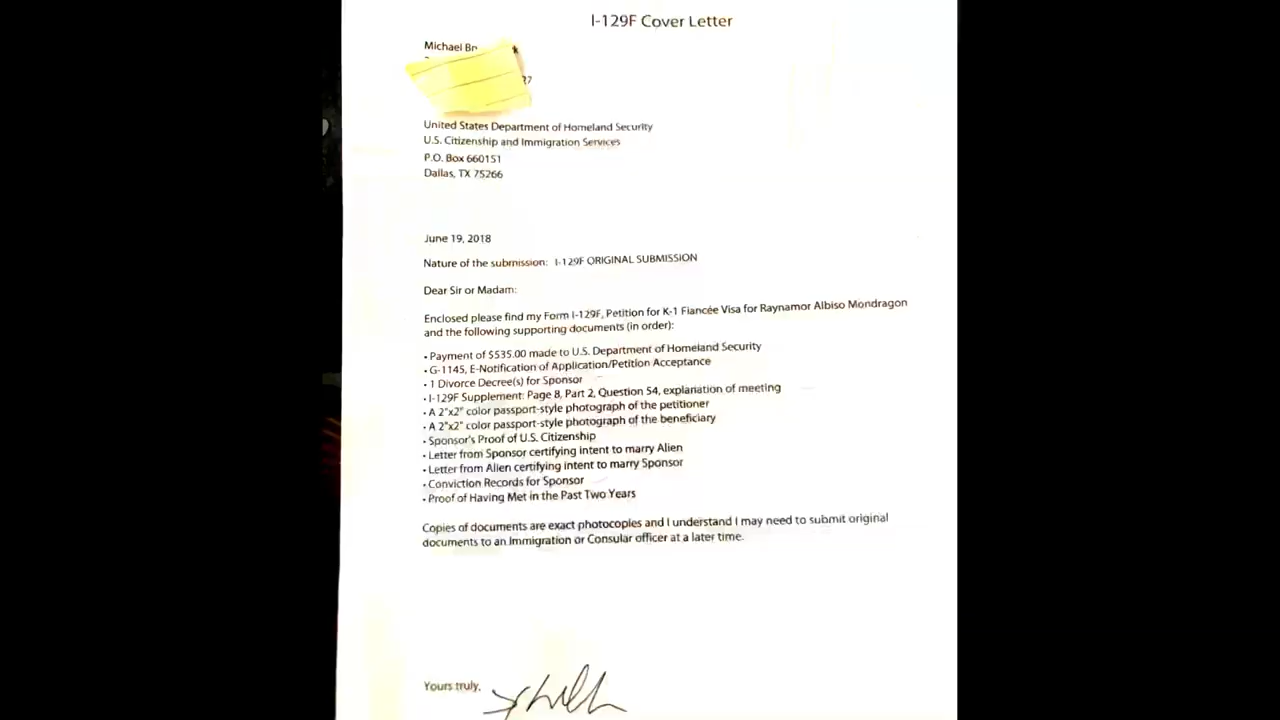 I-129F Cover Letter
Michael
United States Department of Homeland Security
U.S. Citizenship and Immigration Services
P.O. Box 660151
Dallas, TX 75266
June 19, 2018
Nature of the submission: I-129F ORIGINAL SUBMISSION
Dear Sir or Madam:
Enclosed please find my Form I-129F, Petition for K-1 Fiancée Visa for Raynamor Albiso Mondragon
and the following supporting documents (in order):
• Payment of $535.00 made to U.S. Department of Homeland Security
• G-1145, E-Notification of Application/Petition Acceptance
• 1 Divorce Decree(s) for Sponsor
• I-129F Supplement: Page 8, Part 2, Question 54, explanation of meeting
• A 2"x2" color passport-style photograph of the petitioner
• A 2"x2" color passport-style photograph of the beneficiary
• Sponsor's Proof of U.S. Citizenship
• Letter from Sponsor certifying intent to marry Alien
• Letter from Alien certifying intent to marry Sponsor
• Conviction Records for Sponsor
• Proof of Having Met in the Past Two Years
Copies of documents are exact photocopies and I understand I may need to submit original
documents to an Immigration or Consular officer at a later time.
Yours truly,